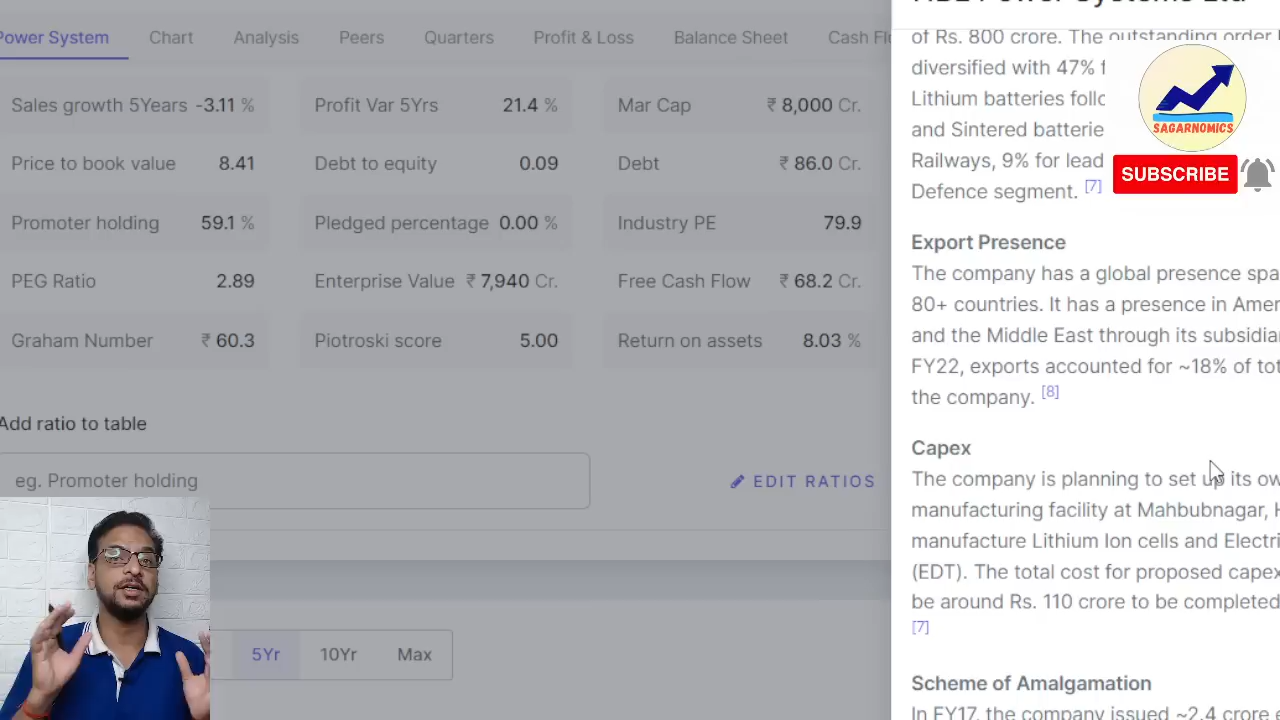 Power System Chart Analysis Peers Quarters Profit & Loss Balance Sheet Cash
Sales growth 5Years -3.11 % Profit Var 5Yrs 21.4 % Mar Cap ₹ 8,000 Cr.
Price to book value 8.41 Debt to equity 0.09 Debt ₹ 86.0 Cr.
Promoter holding 59.1 % Pledged percentage 0.00 % Industry PE 79.9
PEG Ratio 2.89 Enterprise Value ₹ 7,940 Cr. Free Cash Flow ₹ 68.2 Cr.
Graham Number ₹ 60.3 Piotroski score 5.00 Return on assets 8.03 %
Add ratio to table
eg. Promoter holding
EDIT RATIOS
5Yr 10Yr Max
Power Systems Ltd
of Rs. 800 crore. The outstanding order
diversified with 47%
Lithium batteries
and Sintered
Railways, 9% for lead
Defence segment. [7]
SAGARNOMICS
SUBSCRIBE
Export Presence
The company has a global presence
80+ countries. It has a presence in
and the Middle East through its
FY22, exports accounted for ~18% of
the company. [8]
Capex
The company is planning to set up its
manufacturing facility at Mahbubnagar,
manufacture Lithium Ion cells and
(EDT). The total cost for proposed
be around Rs. 110 crore to be completed
[7]
Scheme of Amalgamation
In FY17, the company issued ~2.4 crore